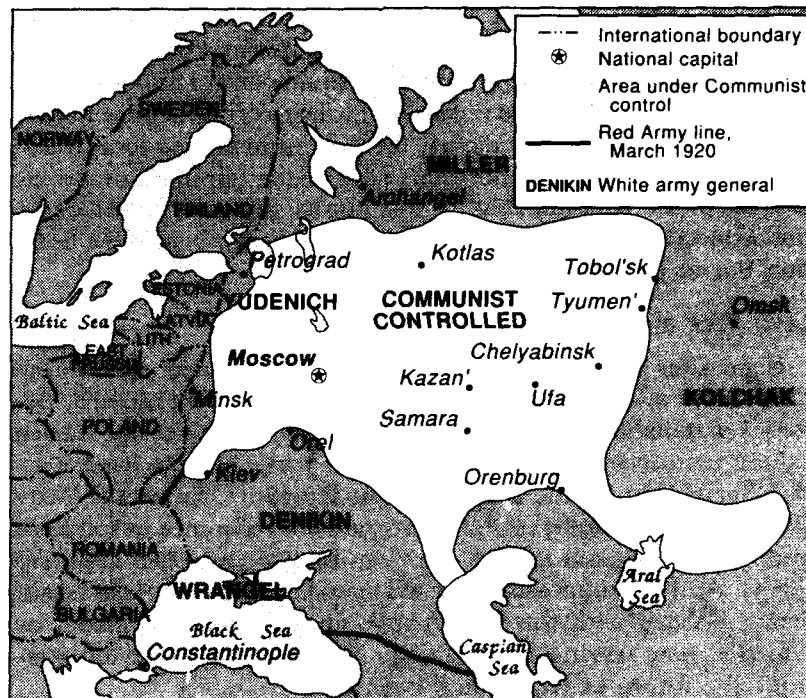 International boundary
National capital
Area under Communist
control
Red Army line,
March 1920
DENIKIN White army general
NORWAY
SWEDEN
FINLAND
MILLER
Archangel
Petrograd
Kotlas
Tobol'sk
Tyumen'
Omsk
ESTONIA
YUDENICH
COMMUNIST
CONTROLLED
Baltic Sea
LATVIA
LITH
EAST
PRUSSIA
Moscow
Chelyabinsk
Kazan'
Ufa
KOLCHAK
Minsk
Samara
POLAND
Orel
Kiev
Orenburg
DENIKIN
ROMANIA
WRANGEL
Aral
Sea
BULGARIA
Black Sea
Constantinople
Caspian
Sea